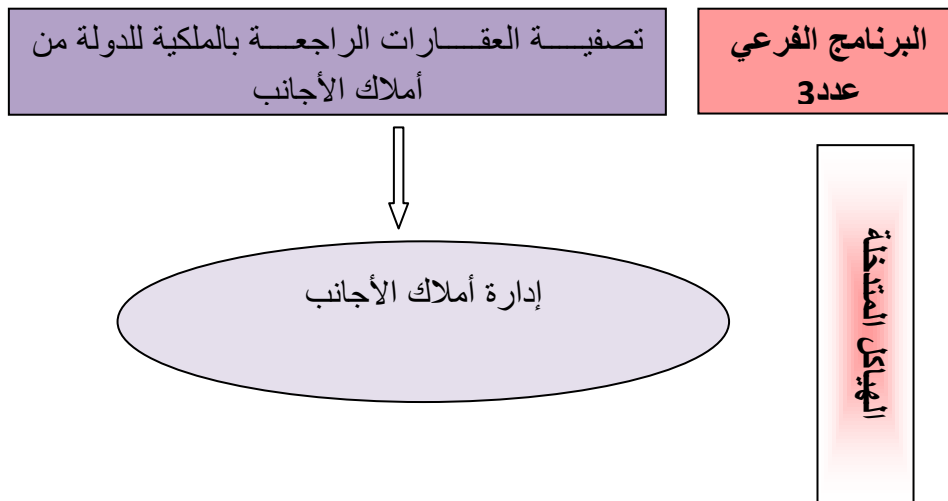 البرنامج الفرعي
عدد3
تصفيـــــة العقـــــارات الراجعـــــة بالملكية للدولة من
أملاك الأجانب
الهياكل المتدخلة
إدارة أملاك الأجانب